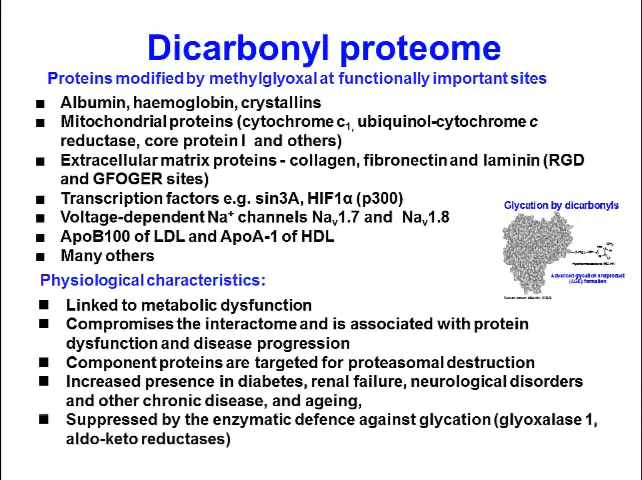 Dicarbonyl proteome
Proteins modified by methylglyoxal at functionally important sites
■ Albumin, haemoglobin, crystallins
■ Mitochondrial proteins (cytochrome c1, ubiquinol-cytochrome c
reductase, core protein I and others)
■ Extracellular matrix proteins - collagen, fibronectin and laminin (RGD
and GFOGER sites)
■ Transcription factors e.g. sin3A, HIF1α (p300)
■ Voltage-dependent Na+ channels Nav1.7 and Nav1.8
■ ApoB100 of LDL and ApoA-1 of HDL
■ Many others
Glycation by dicarbonyls
Advanced glycation endproduct
(AGE) formation
Physiological characteristics:
■ Linked to metabolic dysfunction
■ Compromises the interactome and is associated with protein
dysfunction and disease progression
■ Component proteins are targeted for proteasomal destruction
■ Increased presence in diabetes, renal failure, neurological disorders
and other chronic disease, and ageing,
■ Suppressed by the enzymatic defence against glycation (glyoxalase 1,
aldo-keto reductases)